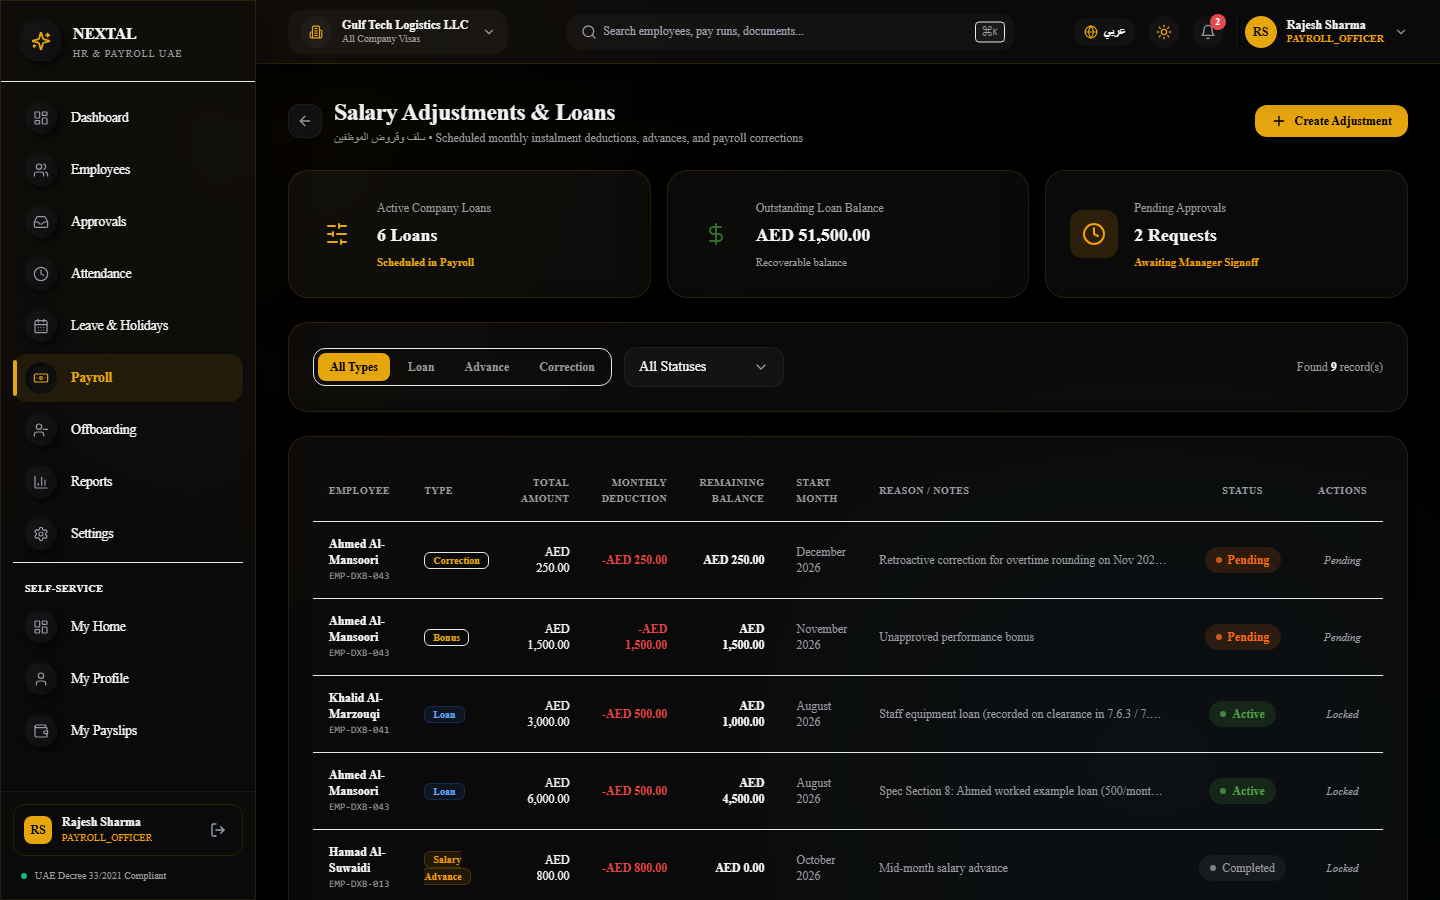 NEXTAL
HR & PAYROLL UAE
Gulf Tech Logistics LLC
All Company Visas
Search employees, pay runs, documents...
⌘K
عربي
2
RS
Rajesh Sharma
PAYROLL_OFFICER
Dashboard
Employees
Approvals
Attendance
Leave & Holidays
Payroll
Offboarding
Reports
Settings
SELF-SERVICE
My Home
My Profile
My Payslips
RS
Rajesh Sharma
PAYROLL_OFFICER
UAE Decree 33/2021 Compliant
Salary Adjustments & Loans
سلف وقروض الموظفين • Scheduled monthly instalment deductions, advances, and payroll corrections
Create Adjustment
Active Company Loans
6 Loans
Scheduled in Payroll
Outstanding Loan Balance
AED 51,500.00
Recoverable balance
Pending Approvals
2 Requests
Awaiting Manager Signoff
All Types Loan Advance Correction
All Statuses
Found 9 record(s)
EMPLOYEE TYPE TOTAL AMOUNT MONTHLY DEDUCTION REMAINING BALANCE START MONTH REASON / NOTES STATUS ACTIONS
Ahmed Al-Mansoori EMP-DXB-043 Correction AED 250.00 -AED 250.00 AED 250.00 December 2026 Retroactive correction for overtime rounding on Nov 202… Pending Pending
Ahmed Al-Mansoori EMP-DXB-043 Bonus AED 1,500.00 -AED 1,500.00 AED 1,500.00 November 2026 Unapproved performance bonus Pending Pending
Khalid Al-Marzouqi EMP-DXB-041 Loan AED 3,000.00 -AED 500.00 AED 1,000.00 August 2026 Staff equipment loan (recorded on clearance in 7.6.3 / 7.… Active Locked
Ahmed Al-Mansoori EMP-DXB-043 Loan AED 6,000.00 -AED 500.00 AED 4,500.00 August 2026 Spec Section 8: Ahmed worked example loan (500/mont… Active Locked
Hamad Al-Suwaidi EMP-DXB-013 Salary Advance AED 800.00 -AED 800.00 AED 0.00 October 2026 Mid-month salary advance Completed Locked